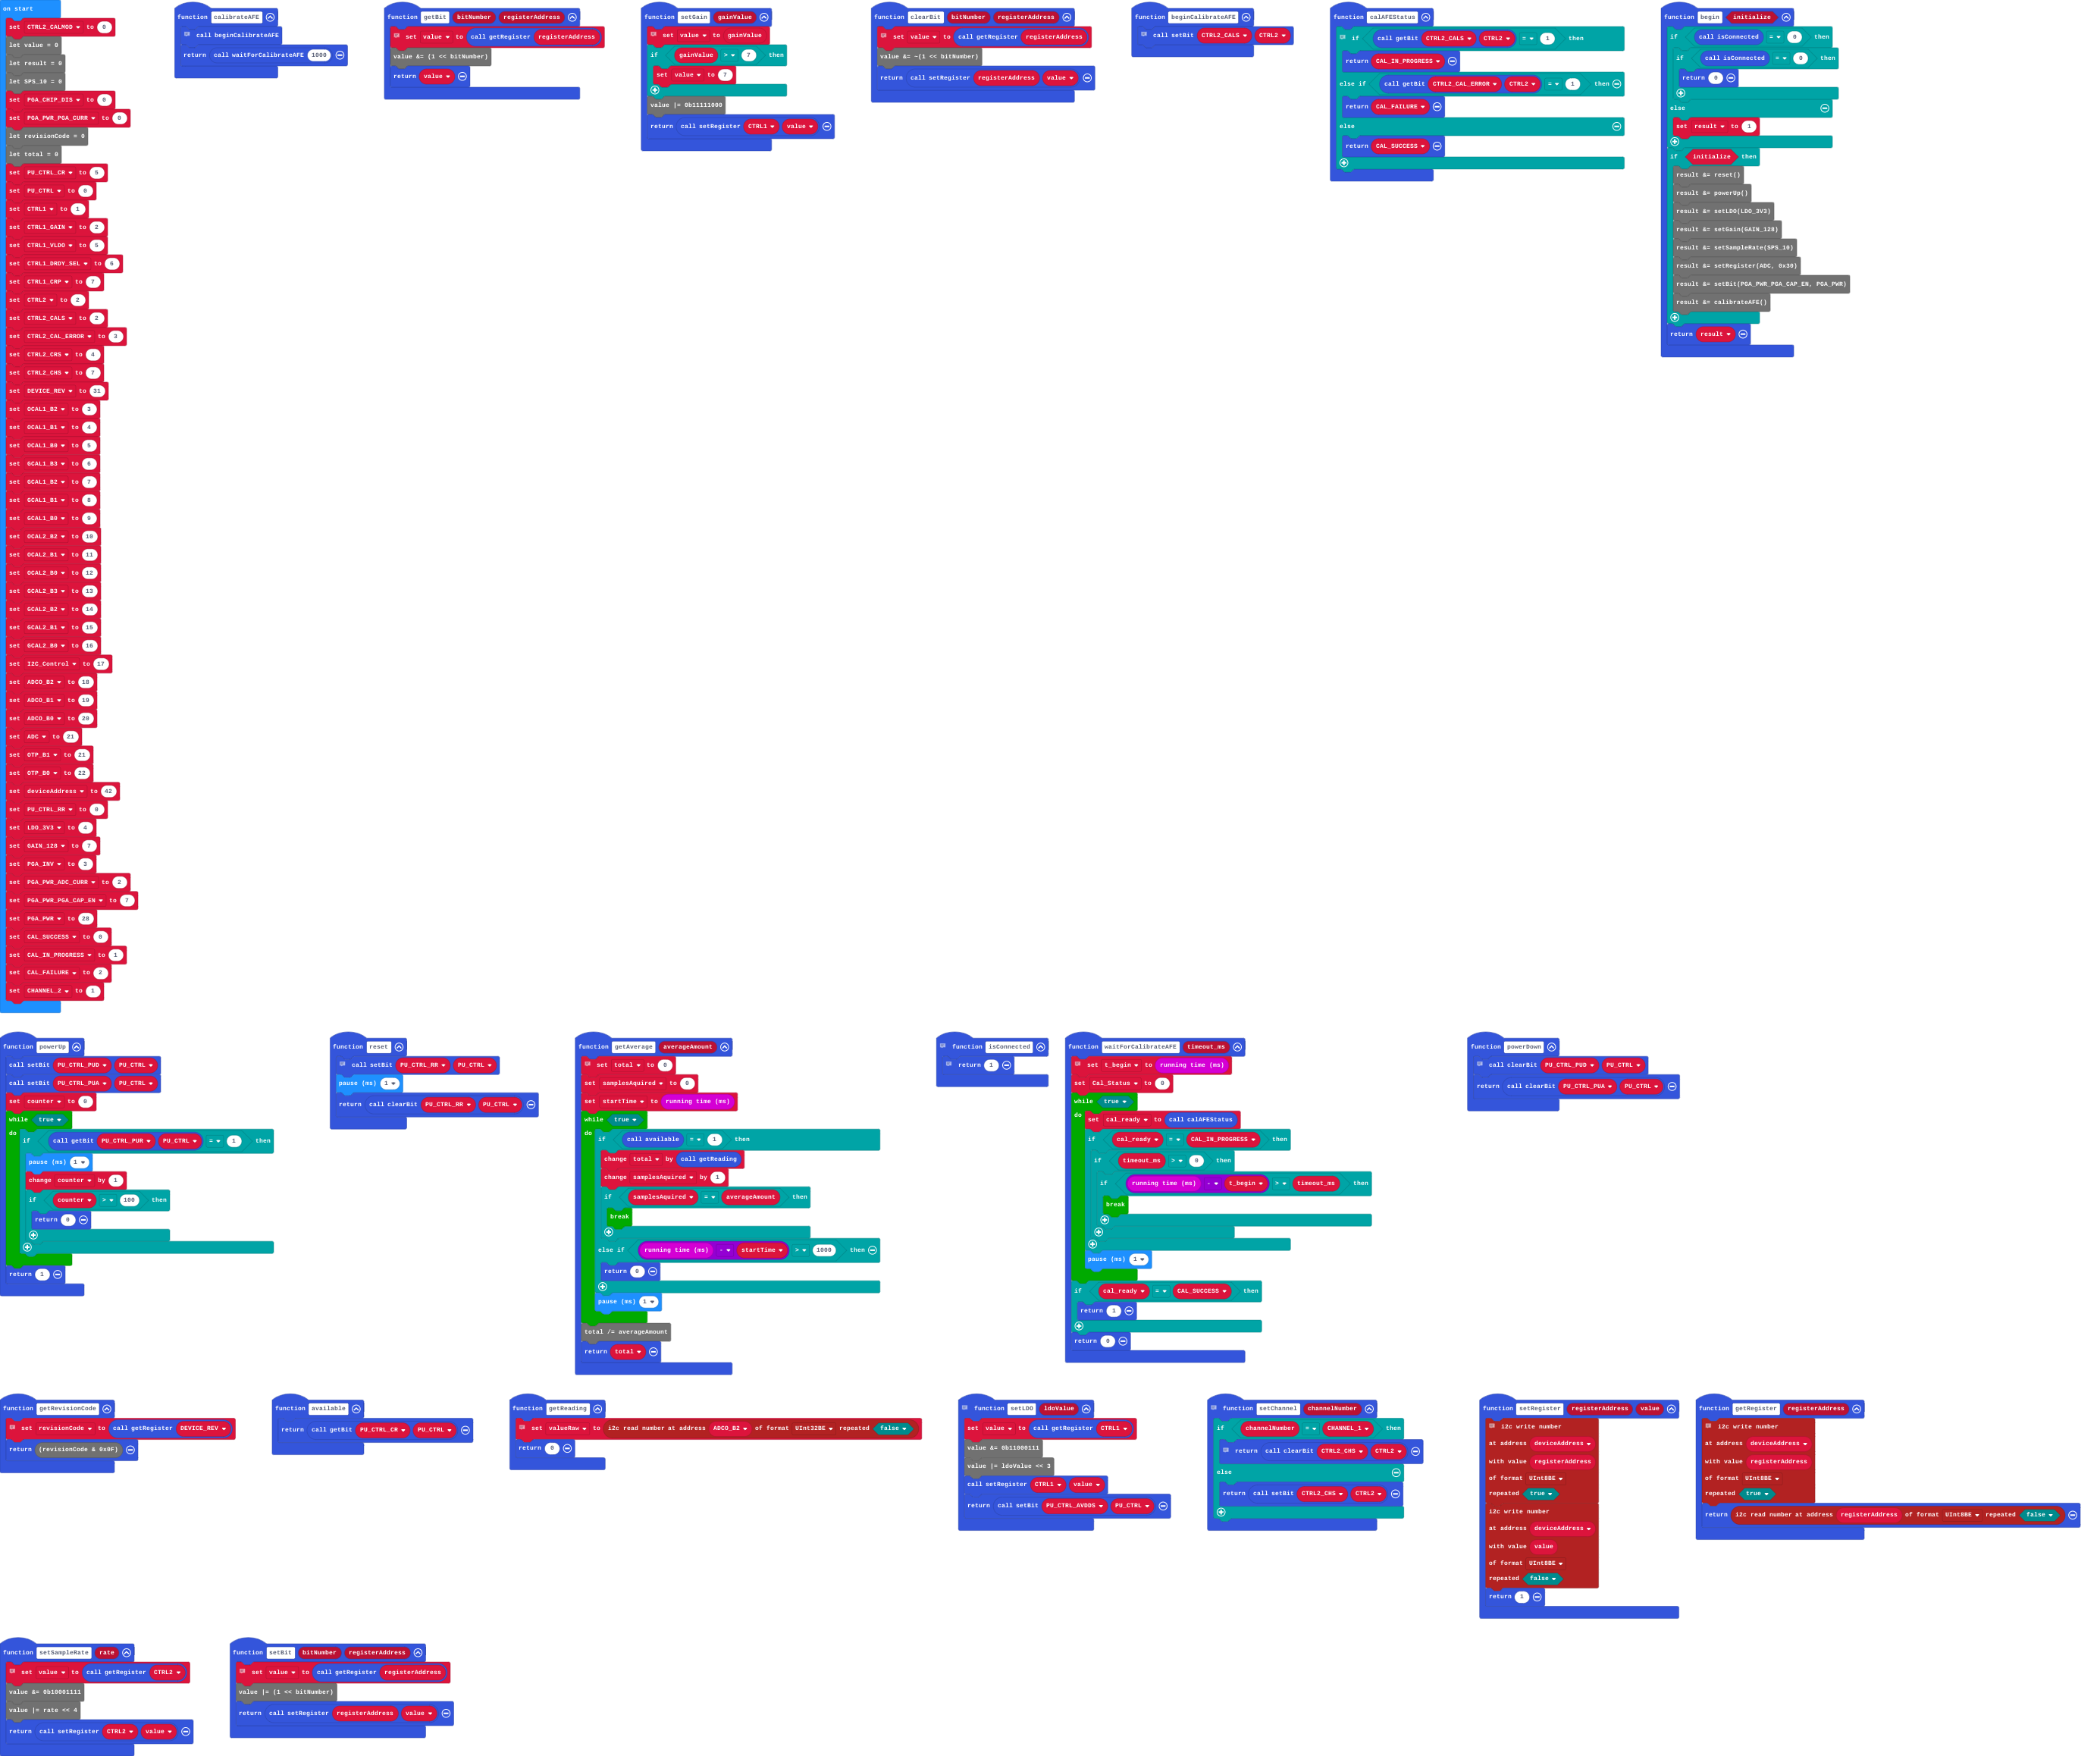 on start
set CTRL2_CALMOD to 0
let value = 0
let result = 0
let SPS_10 = 0
set PGA_CHIP_DIS to 0
set PGA_PWR_PGA_CURR to 0
let revisionCode = 0
let total = 0
set PU_CTRL_CR to 5
set PU_CTRL to 0
set CTRL1 to 1
set CTRL1_GAIN to 2
set CTRL1_VLDO to 5
set CTRL1_DRDY_SEL to 6
set CTRL1_CRP to 7
set CTRL2 to 2
set CTRL2_CALS to 2
set CTRL2_CAL_ERROR to 3
set CTRL2_CRS to 4
set CTRL2_CHS to 7
set DEVICE_REV to 31
set OCAL1_B2 to 3
set OCAL1_B1 to 4
set OCAL1_B0 to 5
set GCAL1_B3 to 6
set GCAL1_B2 to 7
set GCAL1_B1 to 8
set GCAL1_B0 to 9
set OCAL2_B2 to 10
set OCAL2_B1 to 11
set OCAL2_B0 to 12
set GCAL2_B3 to 13
set GCAL2_B2 to 14
set GCAL2_B1 to 15
set GCAL2_B0 to 16
set I2C_Control to 17
set ADCO_B2 to 18
set ADCO_B1 to 19
set ADCO_B0 to 20
set ADC to 21
set OTP_B1 to 21
set OTP_B0 to 22
set deviceAddress to 42
set PU_CTRL_RR to 0
set LDO_3V3 to 4
set GAIN_128 to 7
set PGA_INV to 3
set PGA_PWR_ADC_CURR to 2
set PGA_PWR_PGA_CAP_EN to 7
set PGA_PWR to 28
set CAL_SUCCESS to 0
set CAL_IN_PROGRESS to 1
set CAL_FAILURE to 2
set CHANNEL_2 to 1
function calibrateAFE
call beginCalibrateAFE
return call waitForCalibrateAFE 1000
function getBit bitNumber registerAddress
set value to call getRegister registerAddress
value &= (1 << bitNumber)
return value
function setGain gainValue
set value to gainValue
if gainValue > 7 then
set value to 7
value |= 0b11111000
return call setRegister CTRL1 value
function clearBit bitNumber registerAddress
set value to call getRegister registerAddress
value &= ~(1 << bitNumber)
return call setRegister registerAddress value
function beginCalibrateAFE
call setBit CTRL2_CALS CTRL2
function calAFEStatus
if call getBit CTRL2_CALS CTRL2 = 1 then
return CAL_IN_PROGRESS
else if call getBit CTRL2_CAL_ERROR CTRL2 = 1 then
return CAL_FAILURE
else
return CAL_SUCCESS
function begin initialize
if call isConnected = 0 then
if call isConnected = 0 then
return 0
else
set result to 1
if initialize then
result &= reset()
result &= powerUp()
result &= setLDO(LDO_3V3)
result &= setGain(GAIN_128)
result &= setSampleRate(SPS_10)
result &= setRegister(ADC, 0x30)
result &= setBit(PGA_PWR_PGA_CAP_EN, PGA_PWR)
result &= calibrateAFE()
return result
function powerUp
call setBit PU_CTRL_PUD PU_CTRL
call setBit PU_CTRL_PUA PU_CTRL
set counter to 0
while true
do if call getBit PU_CTRL_PUR PU_CTRL = 1 then
pause (ms) 1
change counter by 1
if counter > 100 then
return 0
return 1
function reset
call setBit PU_CTRL_RR PU_CTRL
pause (ms) 1
return call clearBit PU_CTRL_RR PU_CTRL
function getAverage averageAmount
set total to 0
set samplesAquired to 0
set startTime to running time (ms)
while true
do if call available = 1 then
change total by call getReading
change samplesAquired by 1
if samplesAquired = averageAmount then
break
else if running time (ms) - startTime > 1000 then
return 0
pause (ms) 1
total /= averageAmount
return total
function isConnected
return 1
function waitForCalibrateAFE timeout_ms
set t_begin to running time (ms)
set Cal_Status to 0
while true
do set cal_ready to call calAFEStatus
if cal_ready = CAL_IN_PROGRESS then
if timeout_ms > 0 then
if running time (ms) - t_begin > timeout_ms then
break
pause (ms) 1
if cal_ready = CAL_SUCCESS then
return 1
return 0
function powerDown
call clearBit PU_CTRL_PUD PU_CTRL
return call clearBit PU_CTRL_PUA PU_CTRL
function getRevisionCode
set revisionCode to call getRegister DEVICE_REV
return (revisionCode & 0x0F)
function available
return call getBit PU_CTRL_CR PU_CTRL
function getReading
set valueRaw to i2c read number at address ADCO_B2 of format UInt32BE repeated false
return 0
function setLDO ldoValue
set value to call getRegister CTRL1
value &= 0b11000111
value |= ldoValue << 3
call setRegister CTRL1 value
return call setBit PU_CTRL_AVDDS PU_CTRL
function setChannel channelNumber
if channelNumber = CHANNEL_1 then
return call clearBit CTRL2_CHS CTRL2
else
return call setBit CTRL2_CHS CTRL2
function setRegister registerAddress value
i2c write number
at address deviceAddress
with value registerAddress
of format UInt8BE
repeated true
i2c write number
at address deviceAddress
with value value
of format UInt8BE
repeated false
return 1
function getRegister registerAddress
i2c write number
at address deviceAddress
with value registerAddress
of format UInt8BE
repeated true
return i2c read number at address registerAddress of format UInt8BE repeated false
function setSampleRate rate
set value to call getRegister CTRL2
value &= 0b10001111
value |= rate << 4
return call setRegister CTRL2 value
function setBit bitNumber registerAddress
set value to call getRegister registerAddress
value |= (1 << bitNumber)
return call setRegister registerAddress value